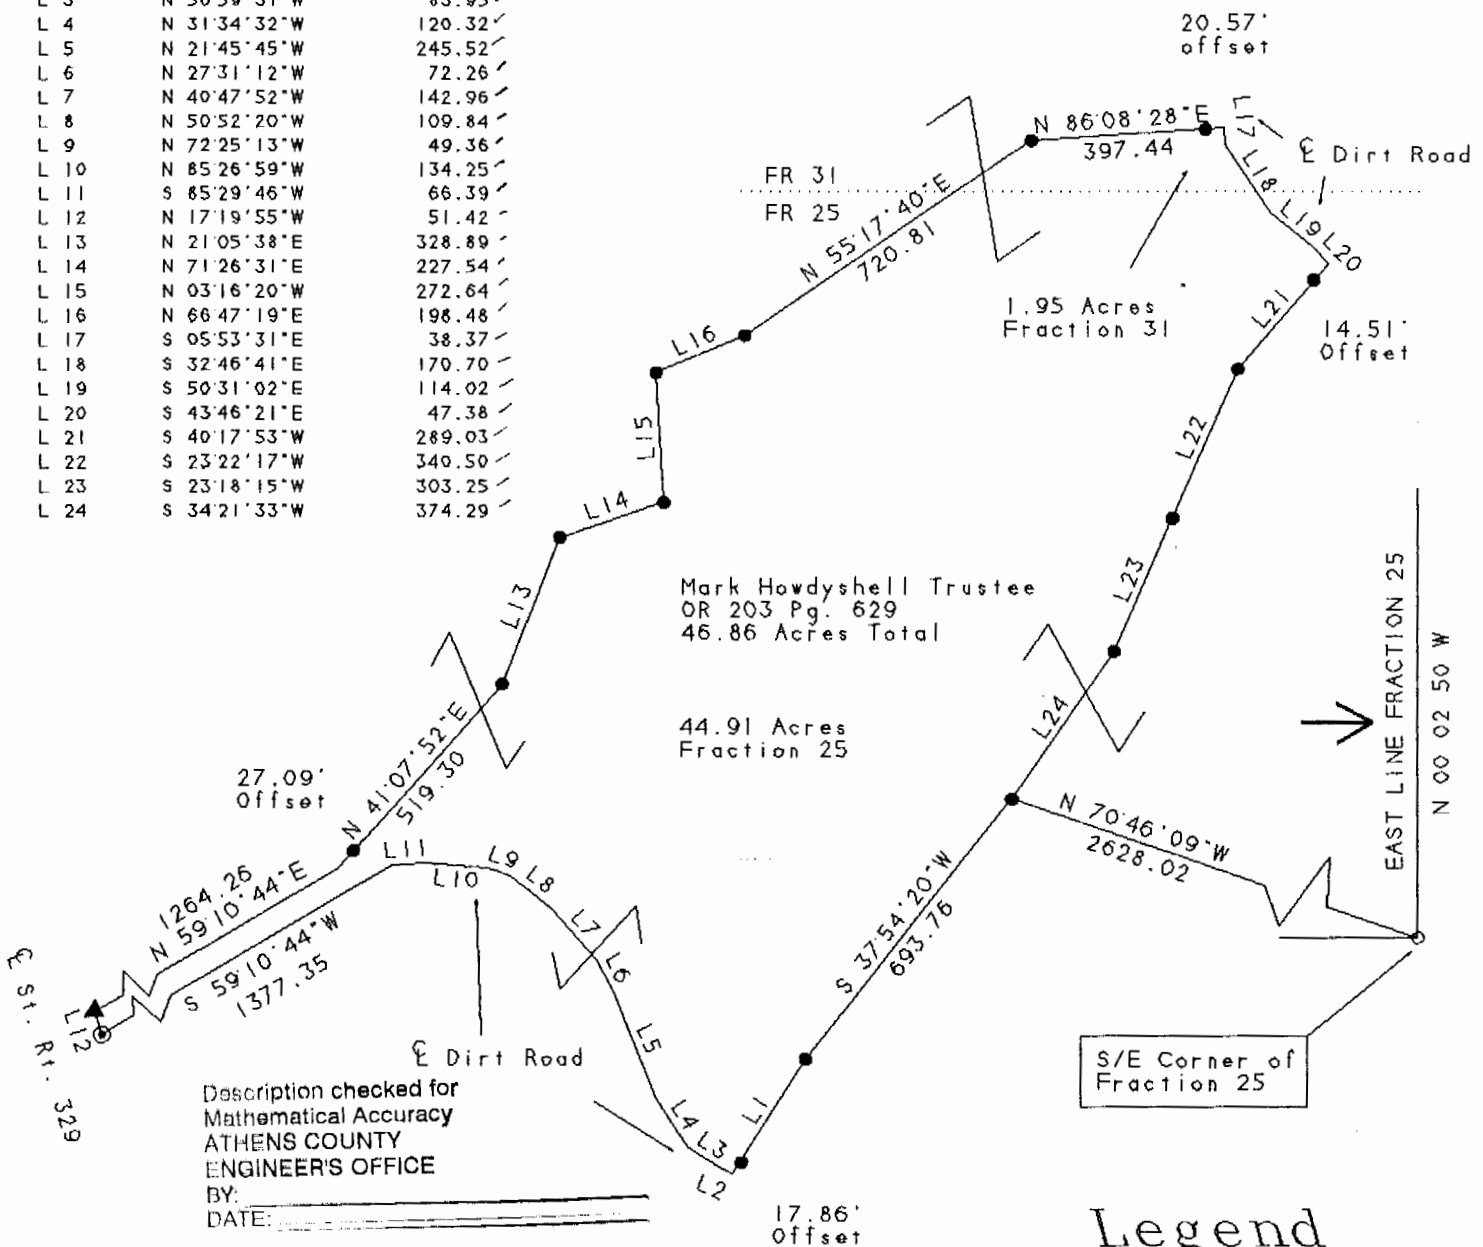 L 4 N 31°34'32"W 120.32
L 5 N 21°45'45"W 245.52
L 6 N 27°31'12"W 72.26
L 7 N 40°47'52"W 142.96
L 8 N 50°52'20"W 109.84
L 9 N 72°25'13"W 49.36
L 10 N 85°26'59"W 134.25
L 11 S 85°29'46"W 66.39
L 12 N 17°19'55"W 51.42
L 13 N 21°05'38"E 328.89
L 14 N 71°26'31"E 227.54
L 15 N 03°16'20"W 272.64
L 16 N 66°47'19"E 198.48
L 17 S 05°53'31"E 38.37
L 18 S 32°46'41"E 170.70
L 19 S 50°31'02"E 114.02
L 20 S 43°46'21"E 47.38
L 21 S 40°17'53"W 289.03
L 22 S 23°22'17"W 340.50
L 23 S 23°18'15"W 303.25
L 24 S 34°21'33"W 374.29
20.57'
offset
N 86°08'28"E
397.44
L17
℄ Dirt Road
L18
L19
L20
FR 31
FR 25
N 55°17'40"E
720.81
1.95 Acres
Fraction 31
L21
14.51'
Offset
L16
L15
L22
L14
L23
L13
Mark Howdyshell Trustee
OR 203 Pg. 629
46.86 Acres Total
EAST LINE FRACTION 25
N 00 02 50 W
L24
44.91 Acres
Fraction 25
27.09'
Offset
N 41°07'52"E
519.30
N 70°46'09"W
2628.02
L11
L10
L9
L8
L7
L6
L5
1264.26
N 59°10'44"E
S 59°10'44"W
1377.35
S 37°54'20"W
693.76
L12
℄ St. Rt. 329
℄ Dirt Road
S/E Corner of
Fraction 25
Description checked for
Mathematical Accuracy
ATHENS COUNTY
ENGINEER'S OFFICE
BY:
DATE:
L4
L3
L2
L1
17.86'
Offset
Legend